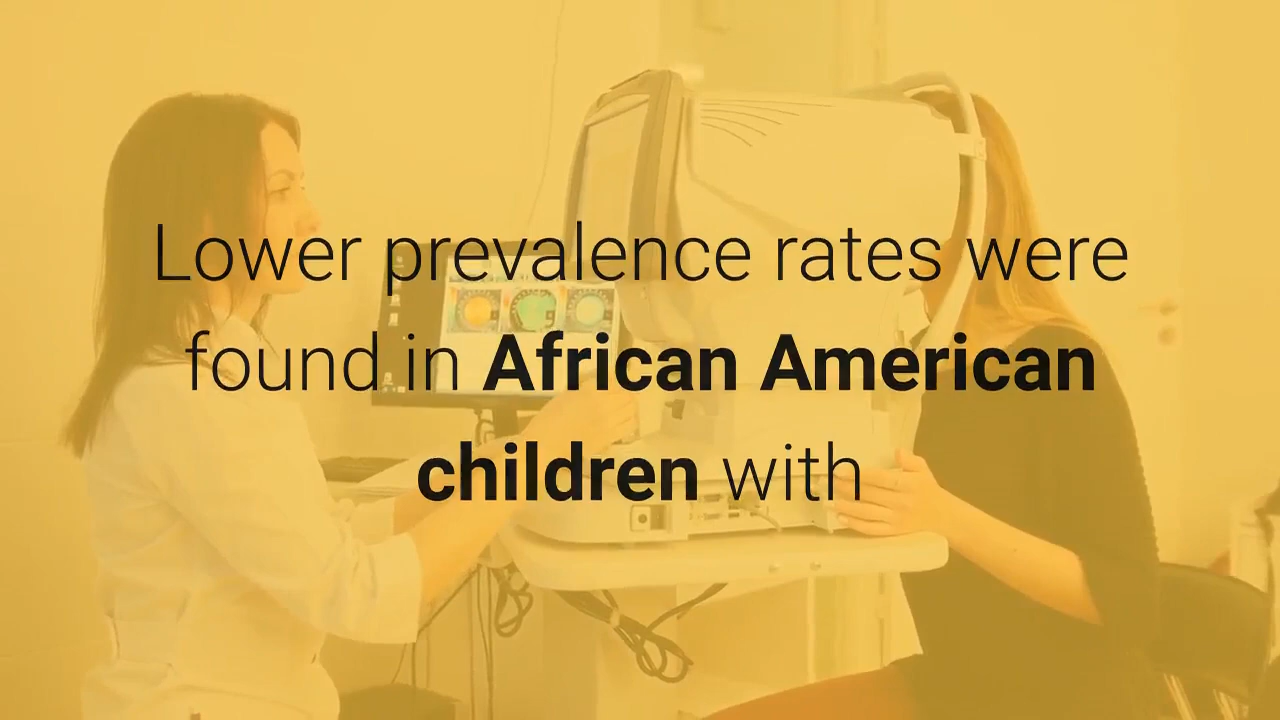 Lower prevalence rates were
found in African American
children with